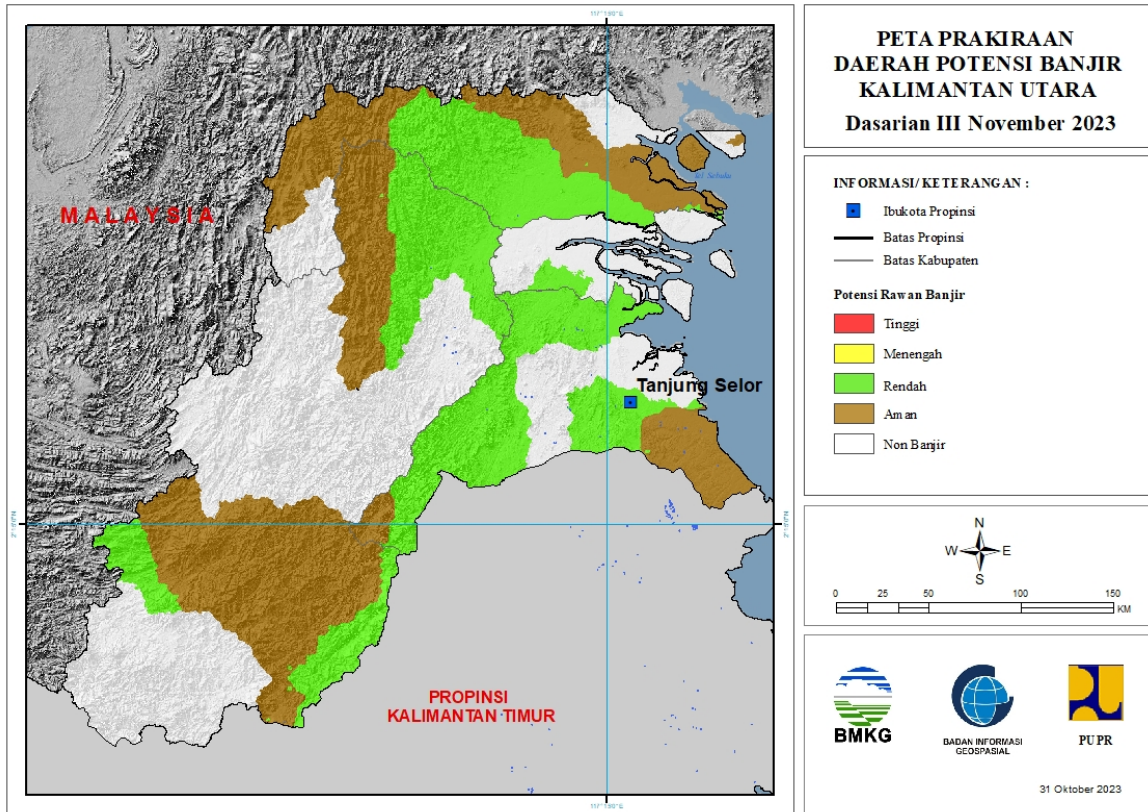 PETA PRAKIRAAN
DAERAH POTENSI BANJIR
KALIMANTAN UTARA
Dasarian III November 2023
INFORMASI/ KETERANGAN :
Ibukota Propinsi
Batas Propinsi
Batas Kabupaten
Potensi Rawan Banjir
Tinggi
Menengah
Rendah
Aman
Non Banjir
N
W E
S
0 25 50 100 150
KM
BMKG
BADAN INFORMASI
GEOSPASIAL
PUPR
31 Oktober 2023
MALAYSIA
Tel Sebuku
Tanjung Selor
PROPINSI
KALIMANTAN TIMUR